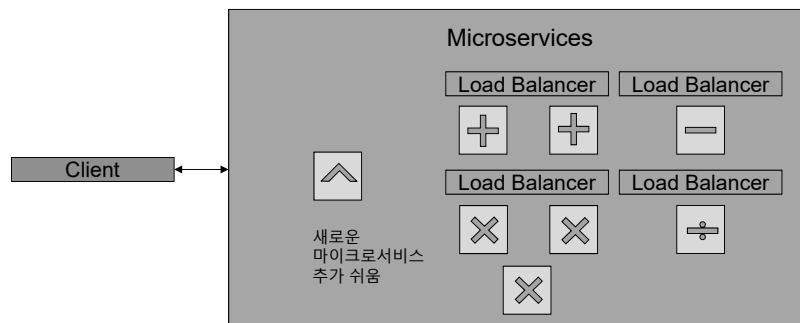 Microservices
Load Balancer
Load Balancer
Client
Load Balancer
Load Balancer
새로운
마이크로서비스
추가 쉬움